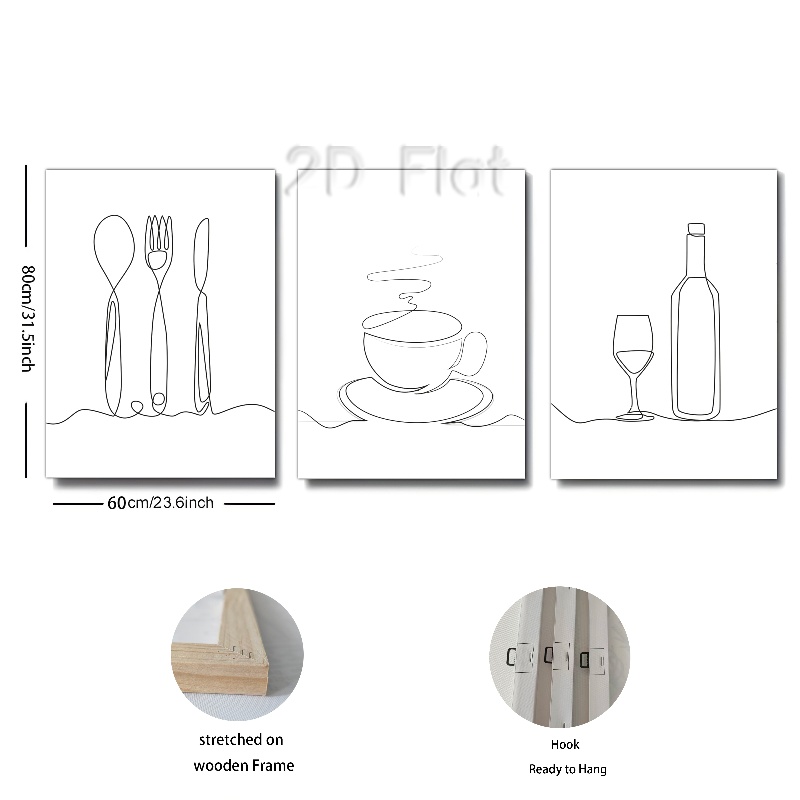 2D Flat
80cm/31.5inch
60cm/23.6inch
stretched on
wooden Frame
Hook
Ready to Hang